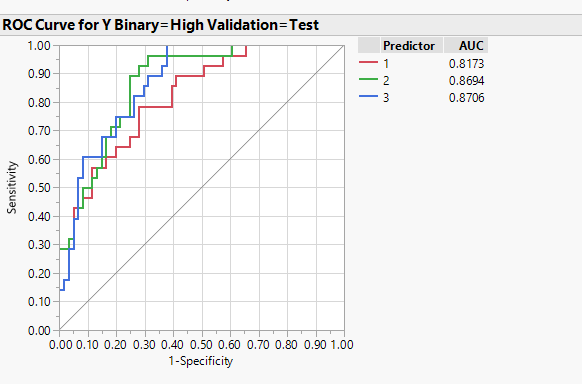 ROC Curve for Y Binary=High Validation=Test
Predictor AUC
1 0.8173
2 0.8694
3 0.8706
1.00
0.90
0.80
0.70
0.60
0.50
0.40
0.30
0.20
0.10
0.00
Sensitivity
0.00 0.10 0.20 0.30 0.40 0.50 0.60 0.70 0.80 0.90 1.00
1-Specificity